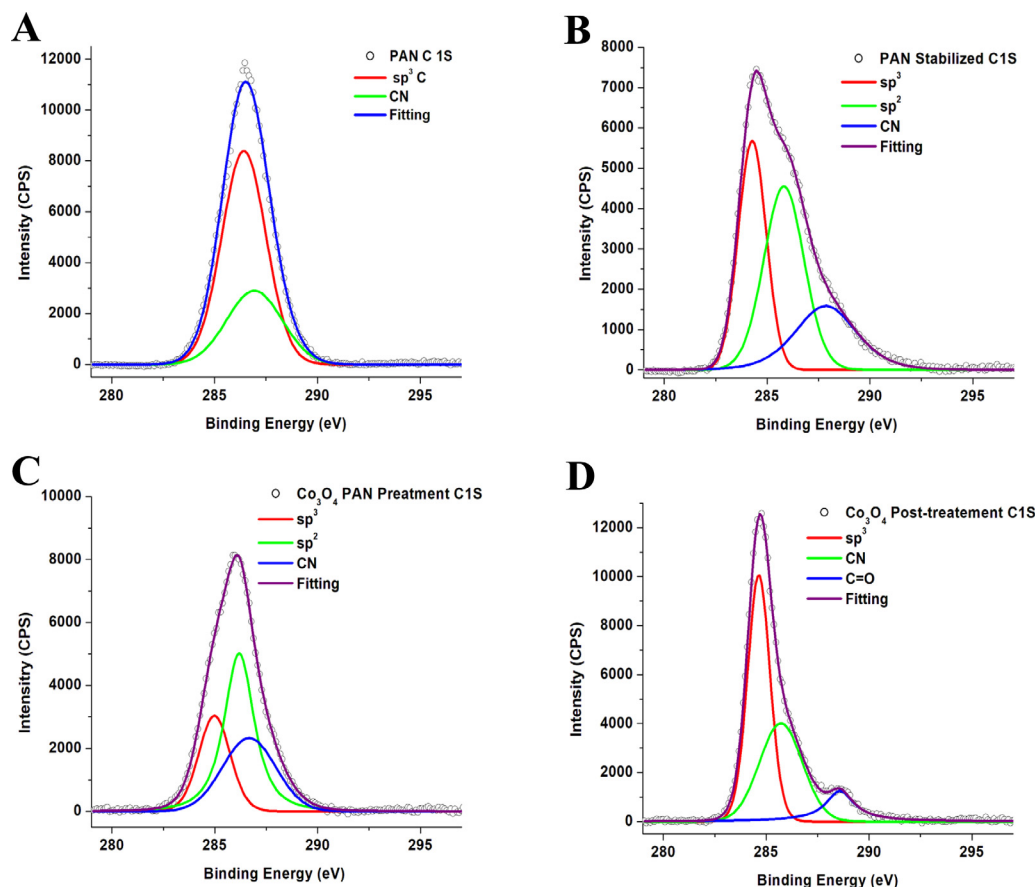 A
12000
10000
8000
6000
4000
2000
0
Intensity (CPS)
PAN C 1S
sp³ C
CN
Fitting
280 285 290 295
Binding Energy (eV)
B
8000
7000
6000
5000
4000
3000
2000
1000
0
Intensity (CPS)
PAN Stabilized C1S
sp³
sp²
CN
Fitting
280 285 290 295
Binding Energy (eV)
C
10000
8000
6000
4000
2000
0
Intensitry (CPS)
Co₃O₄ PAN Preatment C1S
sp³
sp²
CN
Fitting
280 285 290 295
Binding Energy (eV)
D
12000
10000
8000
6000
4000
2000
0
Intensity (CPS)
Co₃O₄ Post-treatement C1S
sp³
CN
C=O
Fitting
280 285 290 295
Binding Energy (eV)